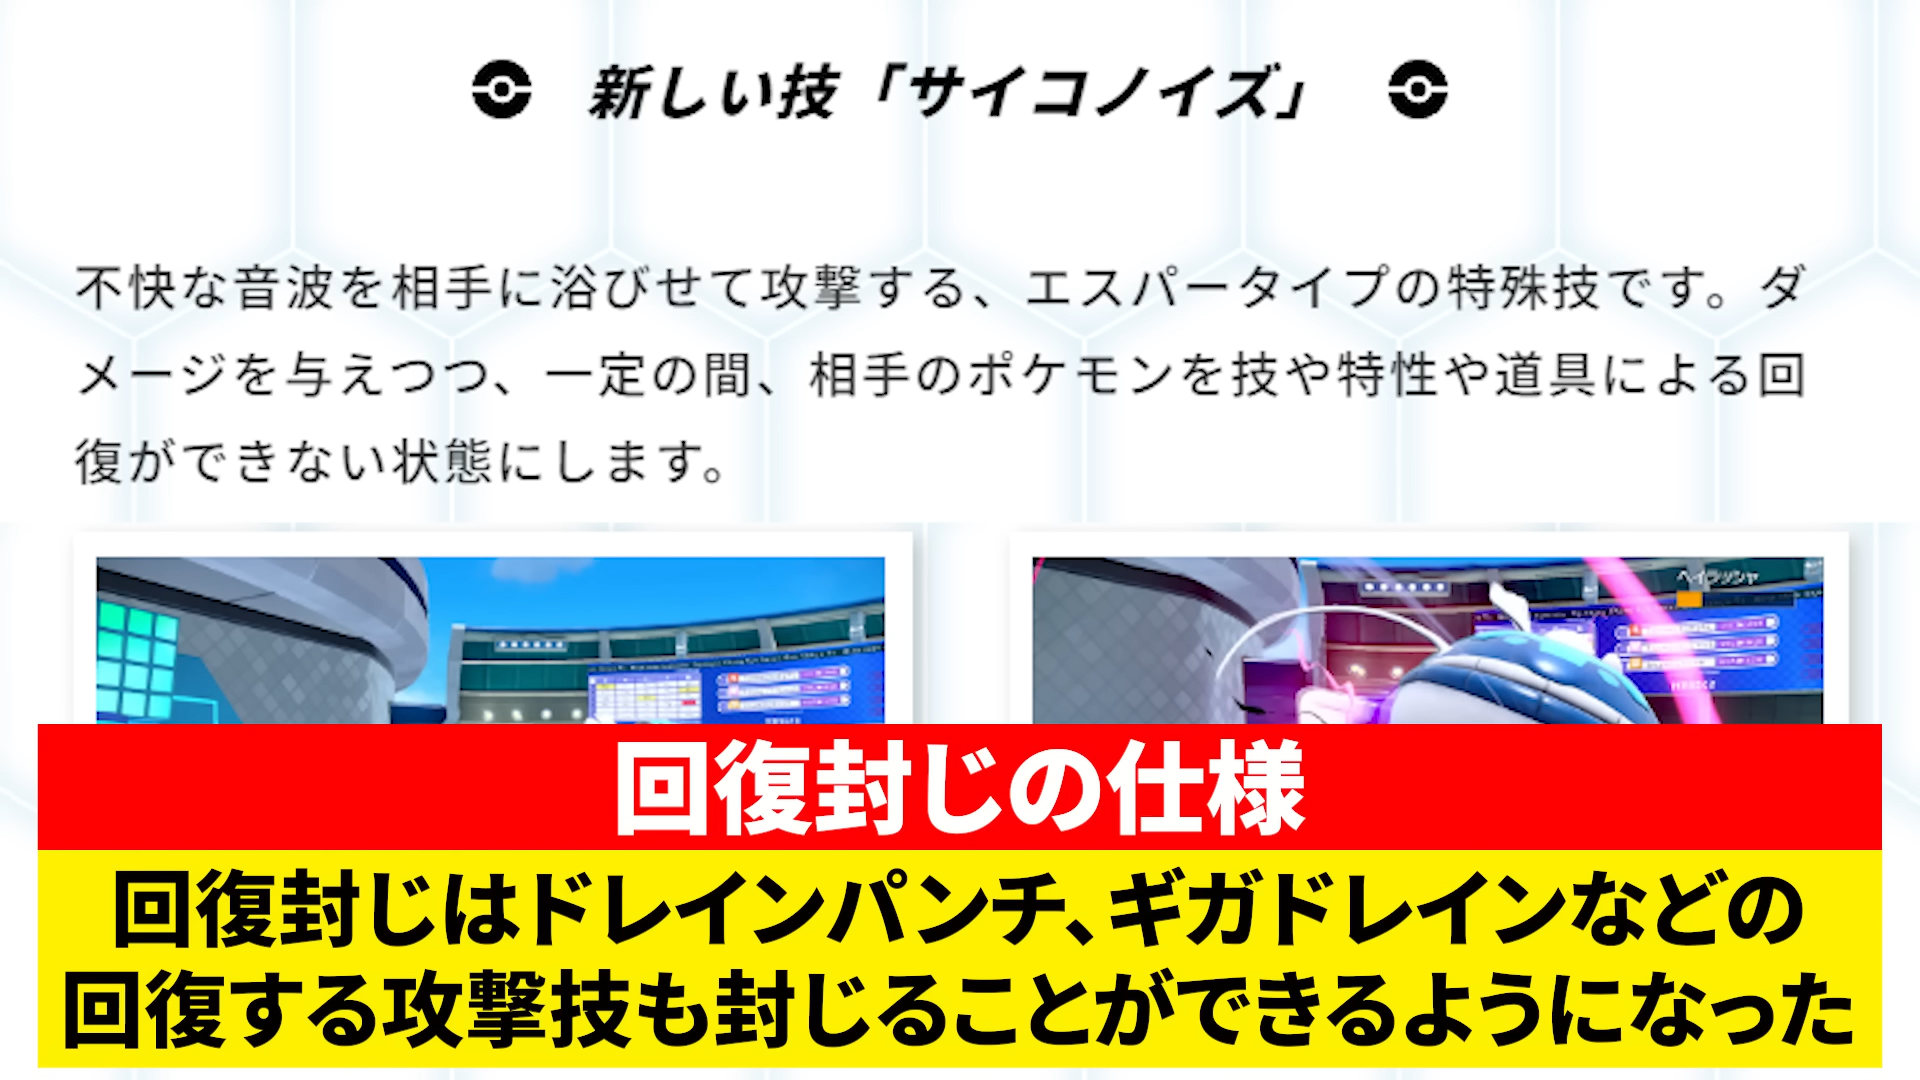 新しい技「サイコノイズ」
不快な音波を相手に浴びせて攻撃する、エスパータイプの特殊技です。ダ
メージを与えつつ、一定の間、相手のポケモンを技や特性や道具による回
復ができない状態にします。
ヘイラッシャ
回復封じの仕様
回復封じはドレインパンチ、ギガドレインなどの
回復する攻撃技も封じることができるようになった